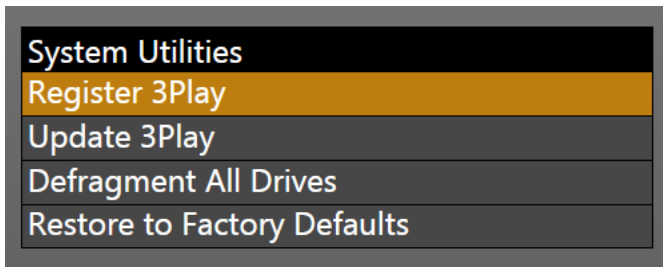 System Utilities
Register 3Play
Update 3Play
Defragment All Drives
Restore to Factory Defaults